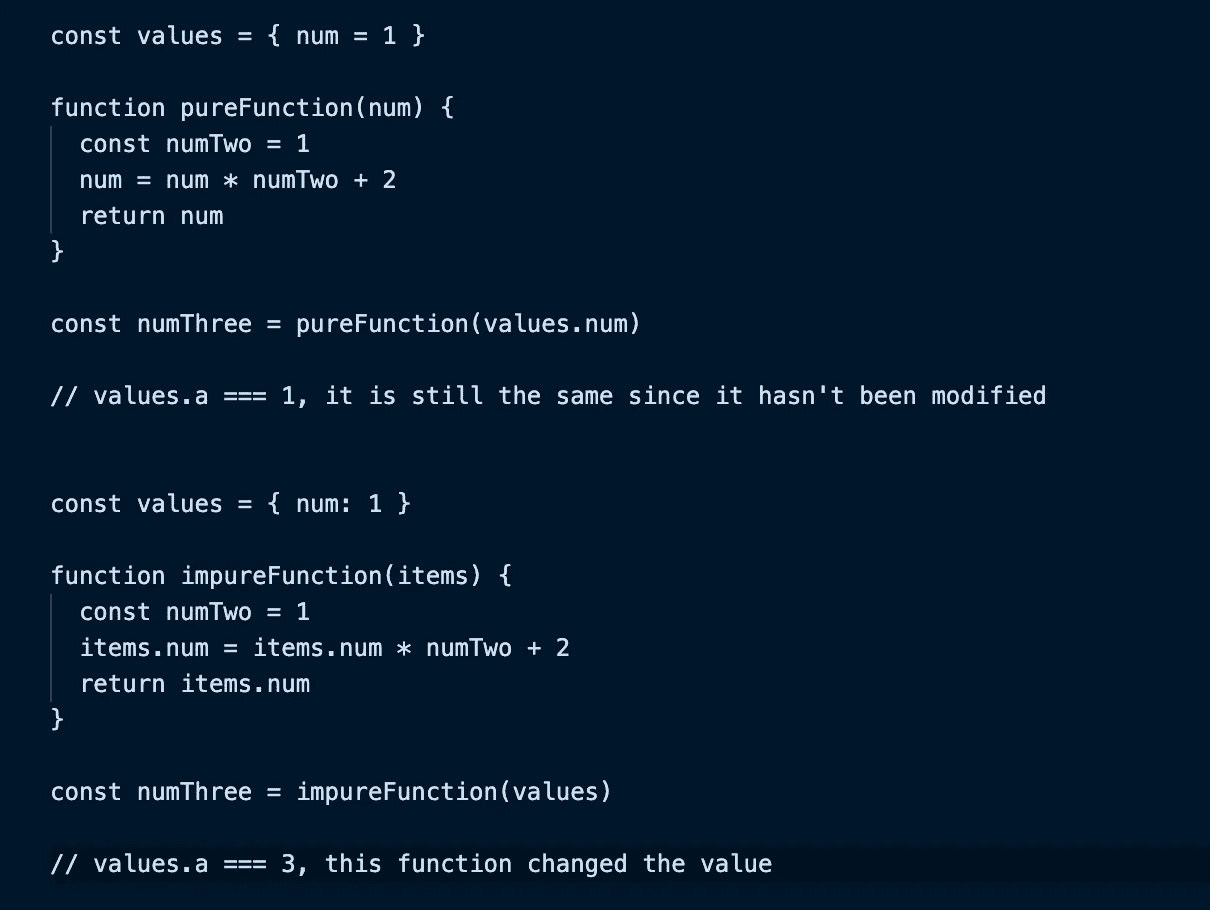 const values = { num = 1 }
function pureFunction(num) {
const numTwo = 1
num = num * numTwo + 2
return num
}
const numThree = pureFunction(values.num)
// values.a === 1, it is still the same since it hasn't been modified
const values = { num: 1 }
function impureFunction(items) {
const numTwo = 1
items.num = items.num * numTwo + 2
return items.num
}
const numThree = impureFunction(values)
// values.a === 3, this function changed the value